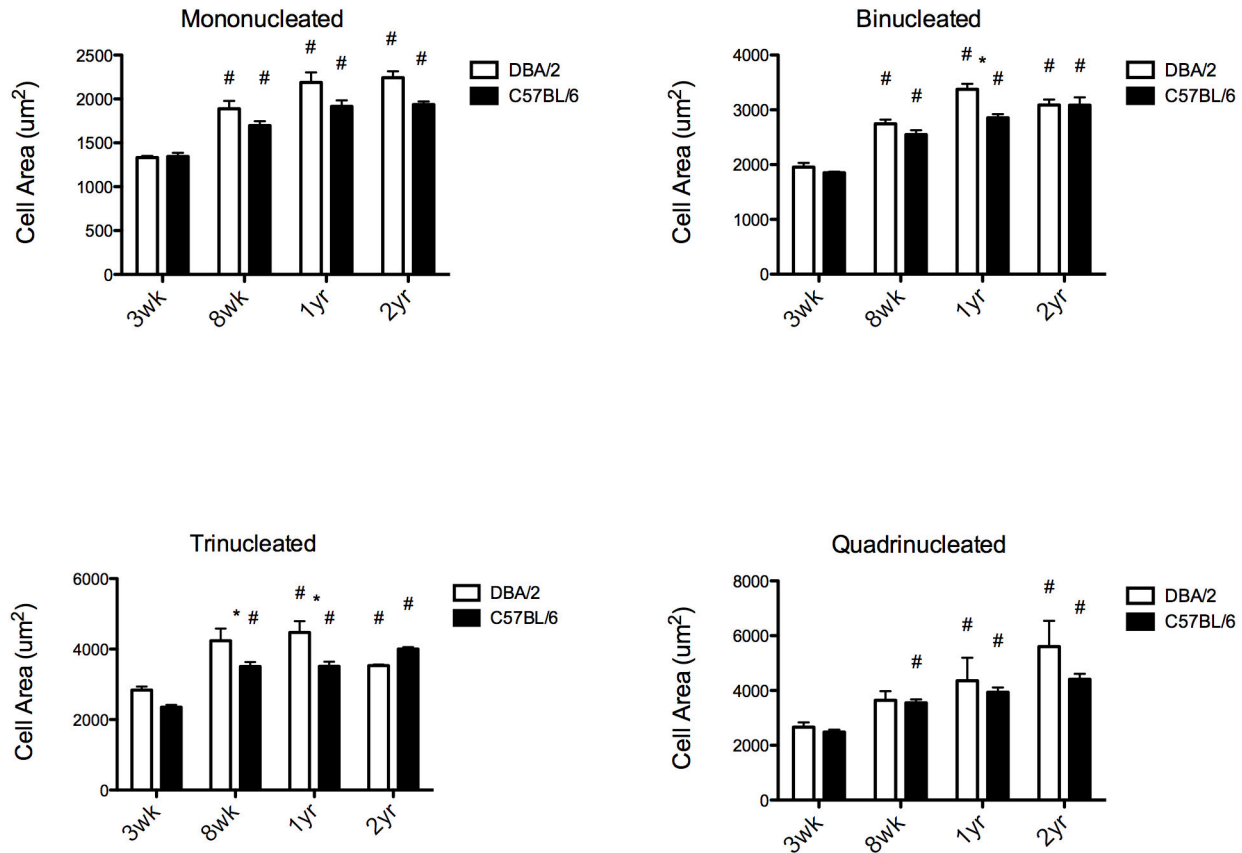 Mononucleated
Cell Area (um²)
2500
2000
1500
1000
500
0
# # # # # #
3wk 8wk 1yr 2yr
DBA/2
C57BL/6
Binucleated
Cell Area (um²)
4000
3000
2000
1000
0
# # # * # # #
3wk 8wk 1yr 2yr
DBA/2
C57BL/6
Trinucleated
Cell Area (um²)
6000
4000
2000
0
* # # * # # #
3wk 8wk 1yr 2yr
DBA/2
C57BL/6
Quadrinucleated
Cell Area (um²)
8000
6000
4000
2000
0
# # # # #
3wk 8wk 1yr 2yr
DBA/2
C57BL/6